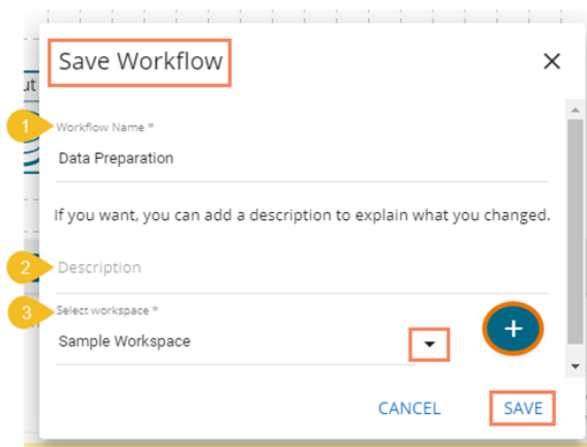 Save Workflow
ut
1
Workflow Name *
Data Preparation
If you want, you can add a description to explain what you changed.
2
Description
3
Select workspace *
Sample Workspace
+
CANCEL
SAVE